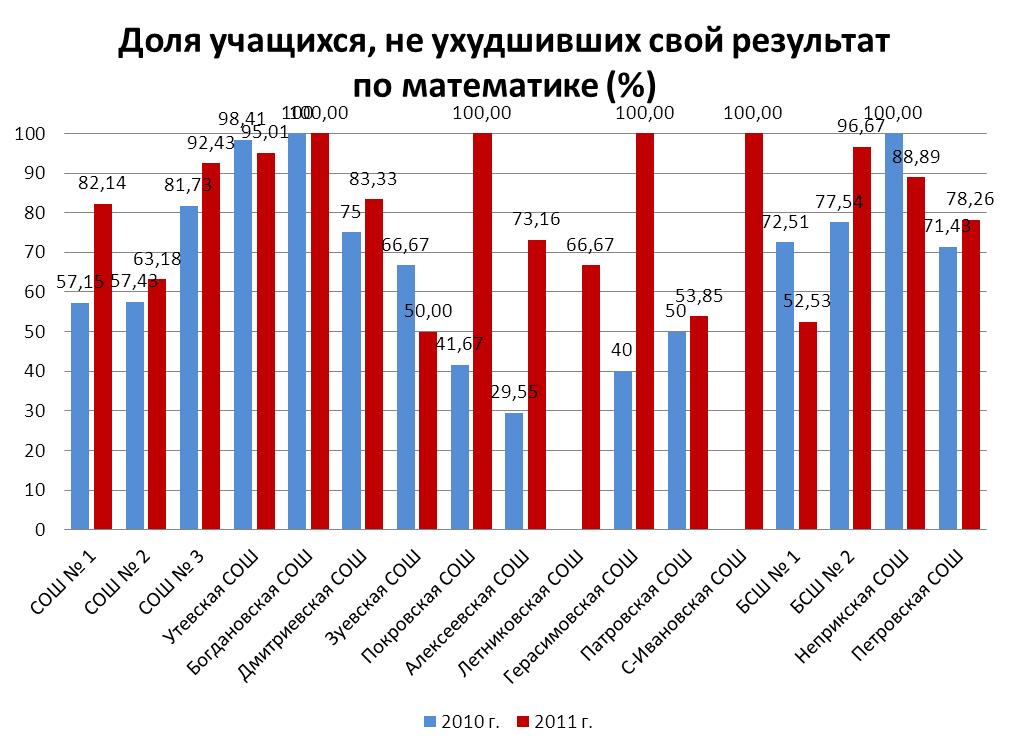 Доля учащихся, не ухудшивших свой результат
по математике (%)
100 100,00 100,00 100,00 100,00 100,00
98,41 95,01 96,67
92,43 88,89
82,14 81,73 83,33 77,54 78,26
75 73,16 72,51 71,43
63,18 66,67 66,67
57,15 57,43 50,00 53,85 52,53
41,67 40 50
29,55
100
90
80
70
60
50
40
30
20
10
0
СОШ № 1
СОШ № 2
СОШ № 3
Утевская СОШ
Богдановская СОШ
Дмитриевская СОШ
Зуевская СОШ
Покровская СОШ
Алексеевская СОШ
Летниковская СОШ
Герасимовская СОШ
Патровская СОШ
С-Ивановская СОШ
БСШ № 1
БСШ № 2
Неприкская СОШ
Петровская СОШ
2010 г. 2011 г.